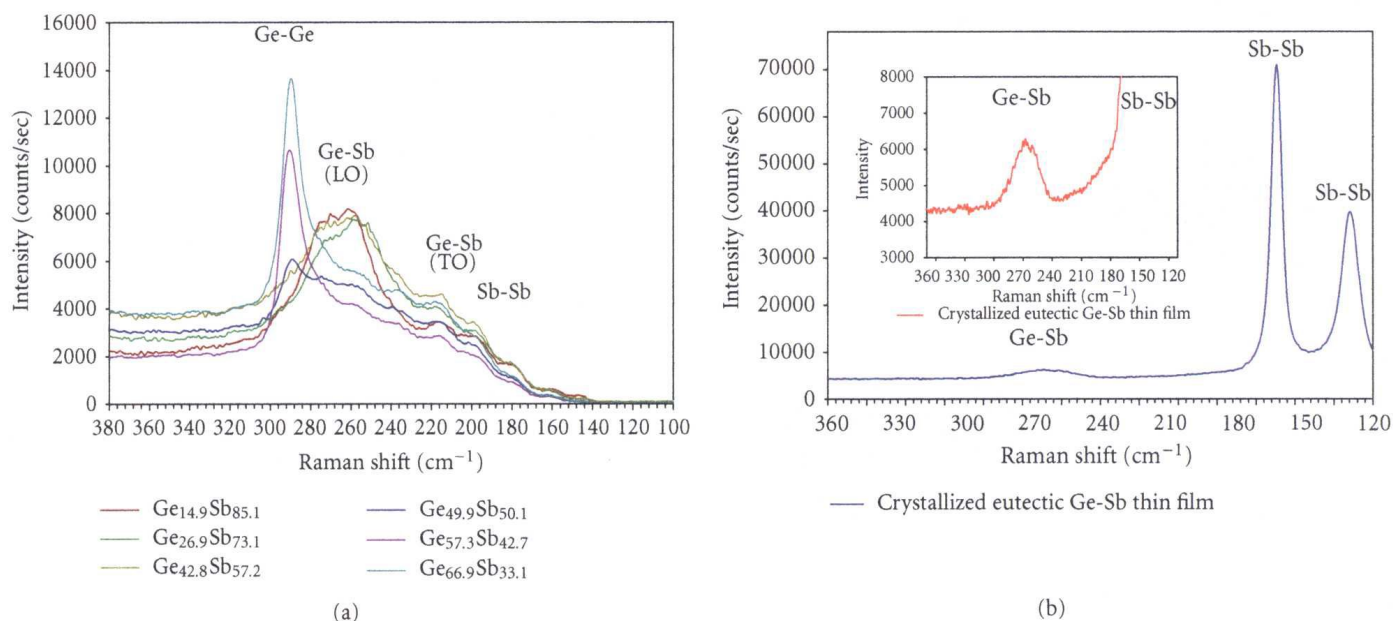 16000
14000
12000
10000
8000
6000
4000
2000
0
Intensity (counts/sec)
Ge-Ge
Ge-Sb
(LO)
Ge-Sb
(TO)
Sb-Sb
380 360 340 320 300 280 260 240 220 200 180 160 140 120 100
Raman shift (cm⁻¹)
Ge₁₄.₉Sb₈₅.₁
Ge₂₆.₉Sb₇₃.₁
Ge₄₂.₈Sb₅₇.₂
Ge₄₉.₉Sb₅₀.₁
Ge₅₇.₃Sb₄₂.₇
Ge₆₆.₉Sb₃₃.₁
(a)
70000
60000
50000
40000
30000
20000
10000
0
Intensity (counts/sec)
Sb-Sb
Sb-Sb
8000
7000
6000
5000
4000
3000
Intensity
Ge-Sb
Sb-Sb
360 330 300 270 240 210 180 150 120
Raman shift (cm⁻¹)
Crystallized eutectic Ge-Sb thin film
Ge-Sb
360 330 300 270 240 210 180 150 120
Raman shift (cm⁻¹)
Crystallized eutectic Ge-Sb thin film
(b)